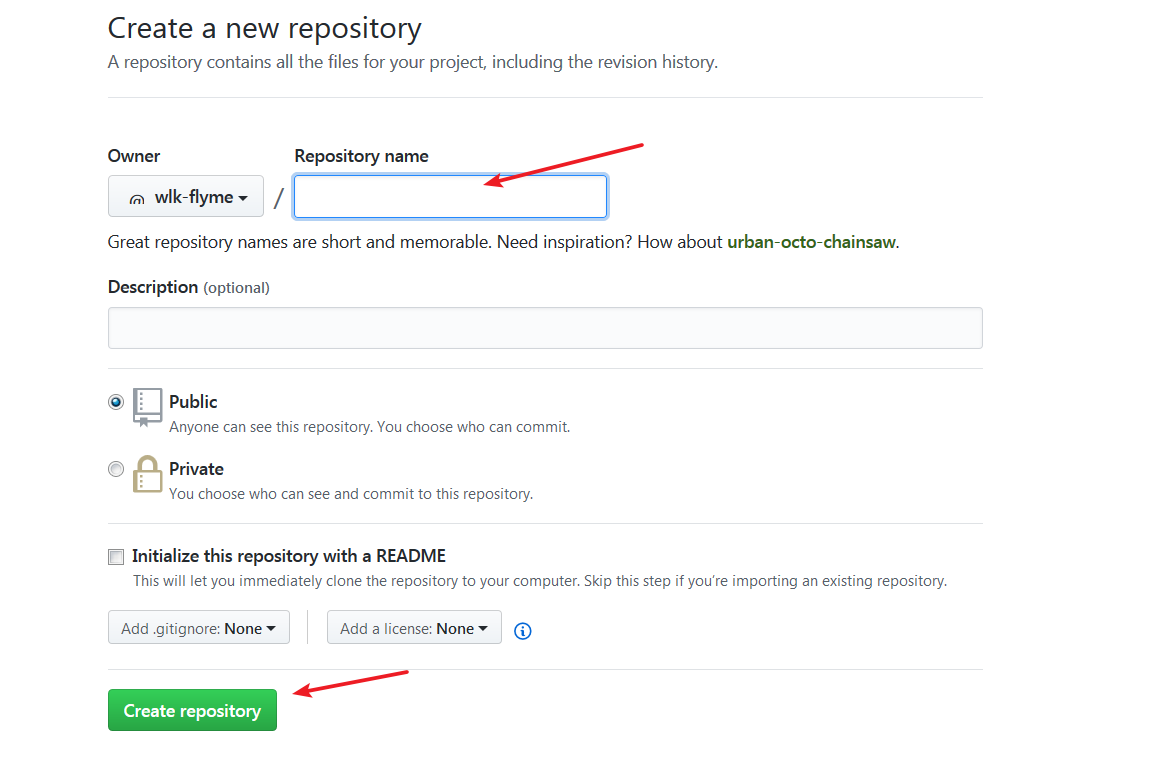 Create a new repository
A repository contains all the files for your project, including the revision history.
Owner
Repository name
wlk-flyme
/
Great repository names are short and memorable. Need inspiration? How about urban-octo-chainsaw.
Description (optional)
Public
Anyone can see this repository. You choose who can commit.
Private
You choose who can see and commit to this repository.
Initialize this repository with a README
This will let you immediately clone the repository to your computer. Skip this step if you’re importing an existing repository.
Add .gitignore: None
Add a license: None
Create repository